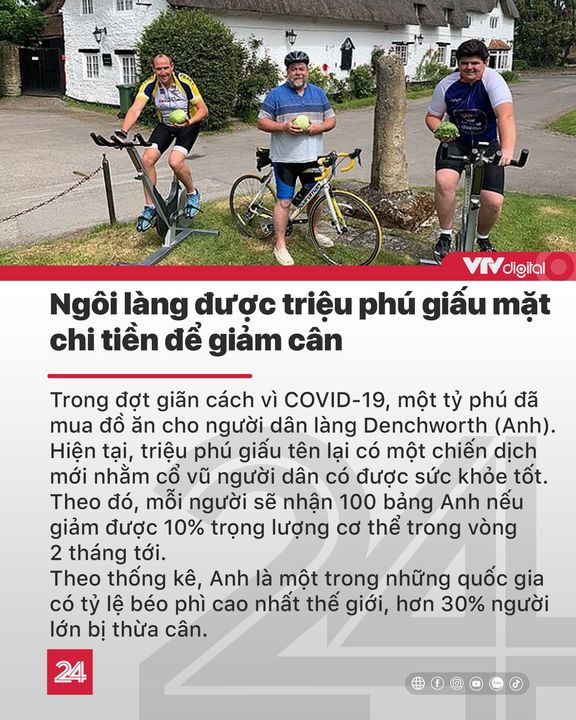 VTV digital
Ngôi làng được triệu phú giấu mặt
chi tiền để giảm cân
Trong đợt giãn cách vì COVID-19, một tỷ phú đã
mua đồ ăn cho người dân làng Denchworth (Anh).
Hiện tại, triệu phú giấu tên lại có một chiến dịch
mới nhằm cổ vũ người dân có được sức khỏe tốt.
Theo đó, mỗi người sẽ nhận 100 bảng Anh nếu
giảm được 10% trọng lượng cơ thể trong vòng
2 tháng tới.
Theo thống kê, Anh là một trong những quốc gia
có tỷ lệ béo phì cao nhất thế giới, hơn 30% người
lớn bị thừa cân.
24
24